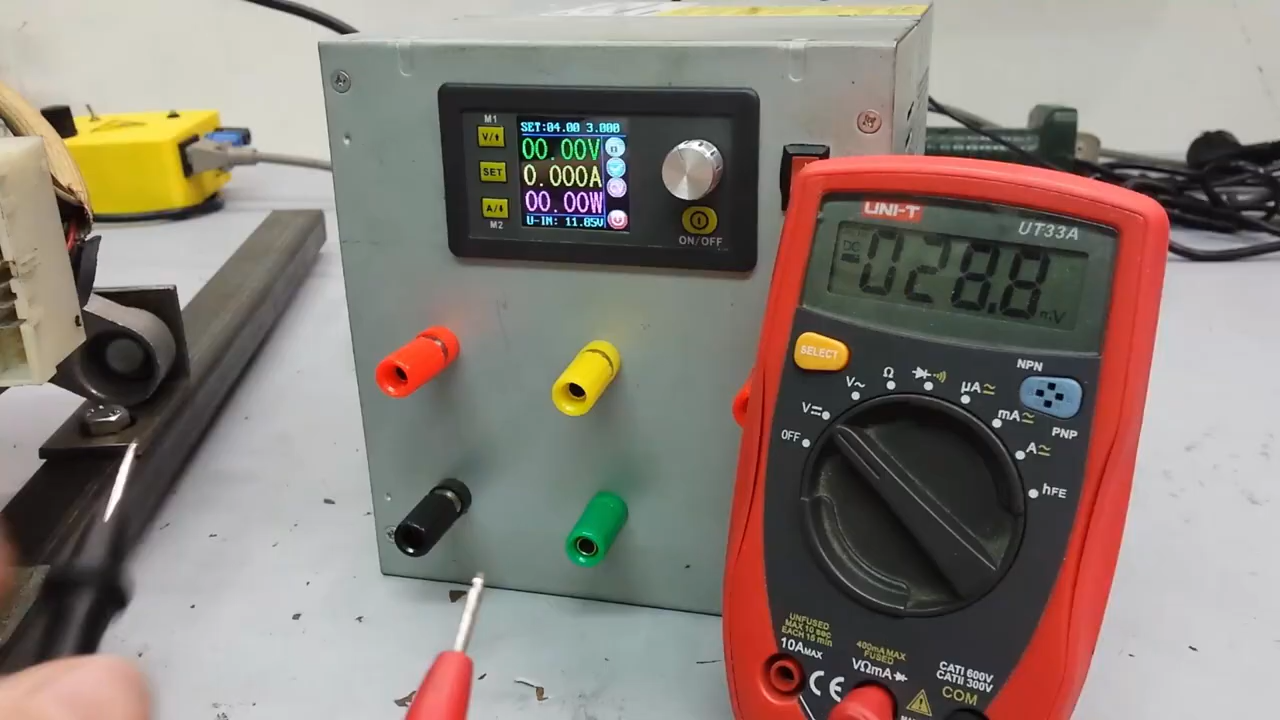 M1
V/⬆
SET
A/⬇
M2
SET:04.00 3.000
00.00V
0.000A
00.00W
U-IN: 11.85V
ON/OFF
UNI-T
UT33A
DC
028.8
mV
SELECT
NPN
PNP
OFF
V⎓
V~
Ω
µA≂
mA≂
A≂
hFE
UNFUSED
MAX 10 sec
EACH 15 min
10AMAX
400mA MAX
FUSED
VΩmA
CE
CATI 600V
CATII 300V
COM